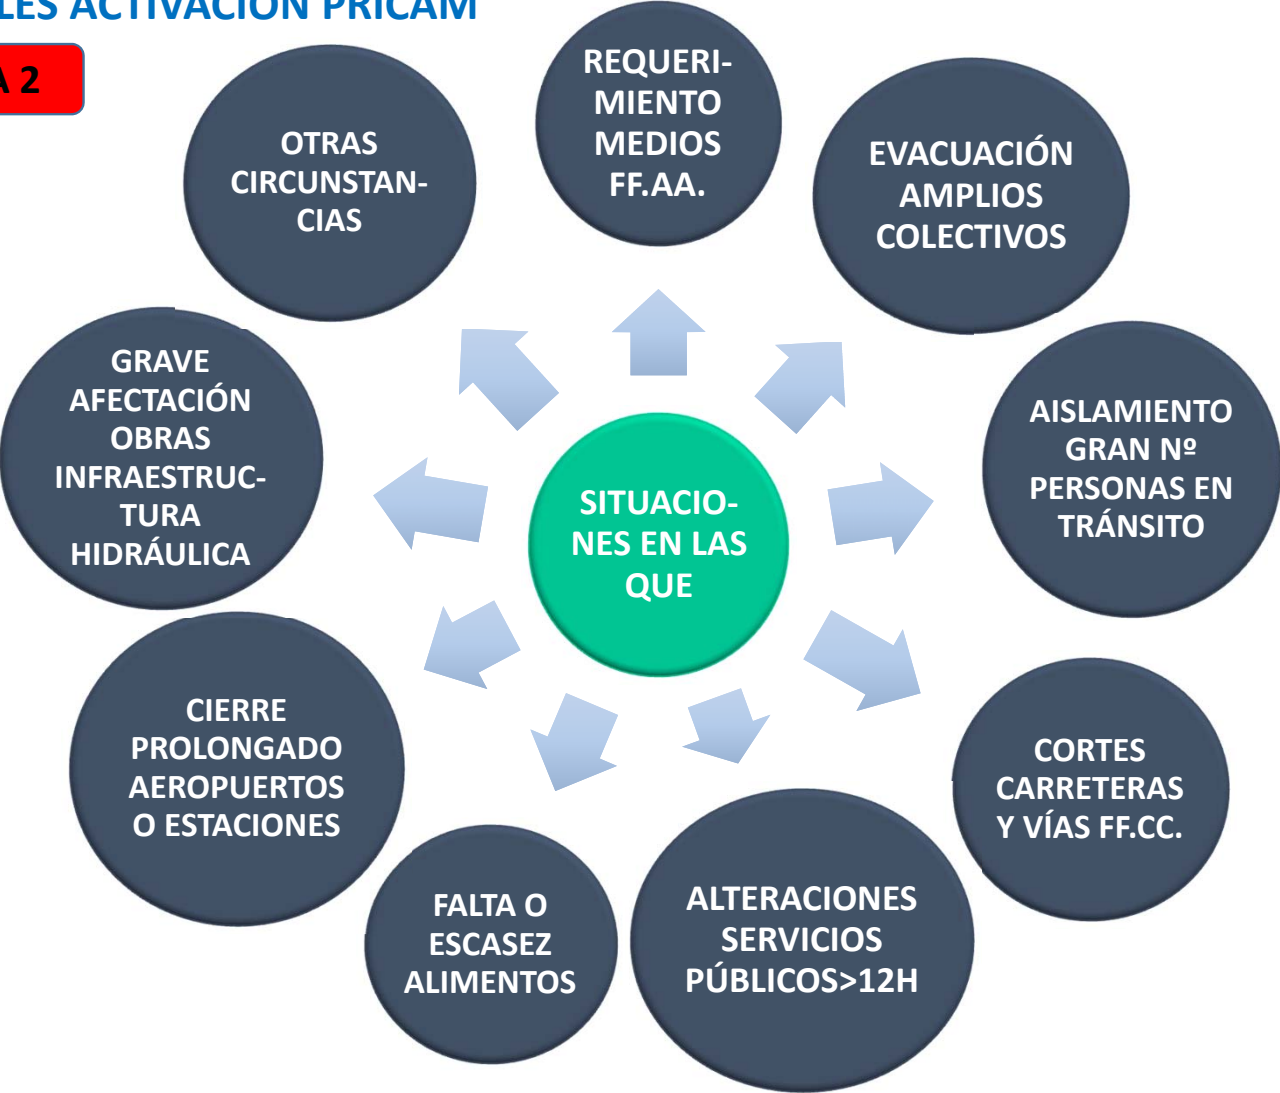 LES ACTIVACIÓN PRICAM
A 2
REQUERI-
MIENTO
MEDIOS
FF.AA.
EVACUACIÓN
AMPLIOS
COLECTIVOS
AISLAMIENTO
GRAN Nº
PERSONAS EN
TRÁNSITO
CORTES
CARRETERAS
Y VÍAS FF.CC.
ALTERACIONES
SERVICIOS
PÚBLICOS>12H
FALTA O
ESCASEZ
ALIMENTOS
CIERRE
PROLONGADO
AEROPUERTOS
O ESTACIONES
GRAVE
AFECTACIÓN
OBRAS
INFRAESTRUC-
TURA
HIDRÁULICA
OTRAS
CIRCUNSTAN-
CIAS
SITUACIO-
NES EN LAS
QUE